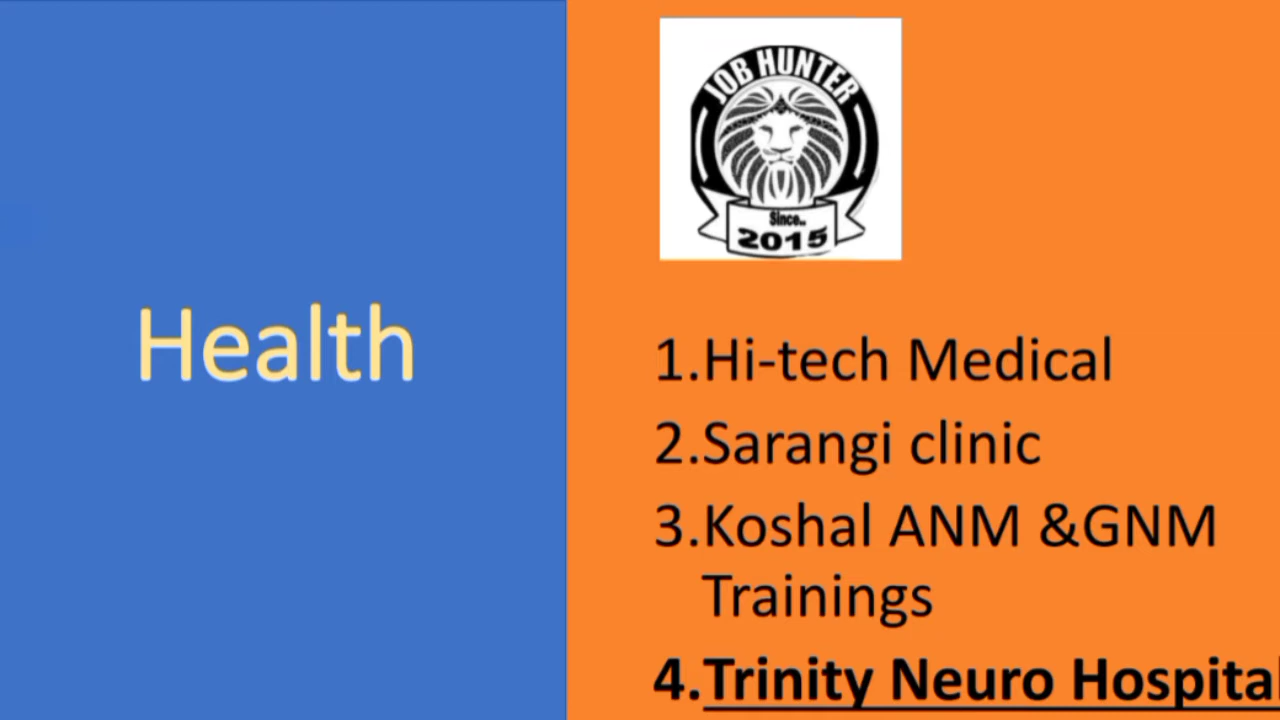 Health
JOB HUNTER
Since..
2015
1.Hi-tech Medical
2.Sarangi clinic
3.Koshal ANM &GNM
Trainings
4.Trinity Neuro Hospital